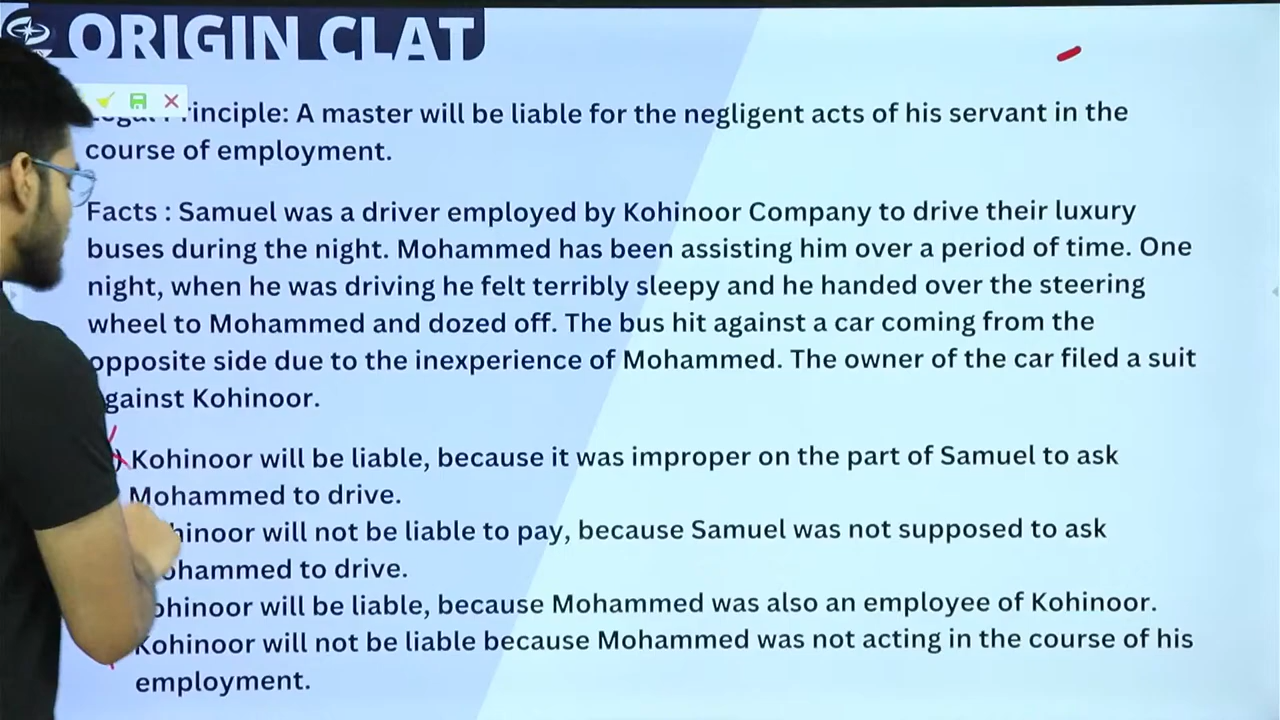 ORIGIN CLAT
Legal Principle: A master will be liable for the negligent acts of his servant in the
course of employment.
Facts : Samuel was a driver employed by Kohinoor Company to drive their luxury
buses during the night. Mohammed has been assisting him over a period of time. One
night, when he was driving he felt terribly sleepy and he handed over the steering
wheel to Mohammed and dozed off. The bus hit against a car coming from the
opposite side due to the inexperience of Mohammed. The owner of the car filed a suit
against Kohinoor.
Kohinoor will be liable, because it was improper on the part of Samuel to ask
Mohammed to drive.
Kohinoor will not be liable to pay, because Samuel was not supposed to ask
Mohammed to drive.
Kohinoor will be liable, because Mohammed was also an employee of Kohinoor.
Kohinoor will not be liable because Mohammed was not acting in the course of his
employment.